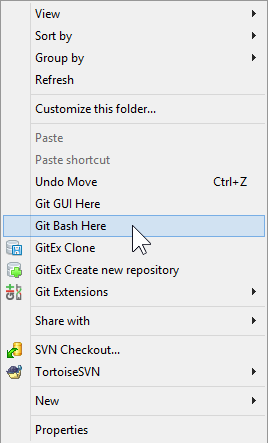 View
Sort by
Group by
Refresh
Customize this folder...
Paste
Paste shortcut
Undo Move Ctrl+Z
Git GUI Here
Git Bash Here
GitEx Clone
GitEx Create new repository
Git Extensions
Share with
SVN Checkout...
TortoiseSVN
New
Properties